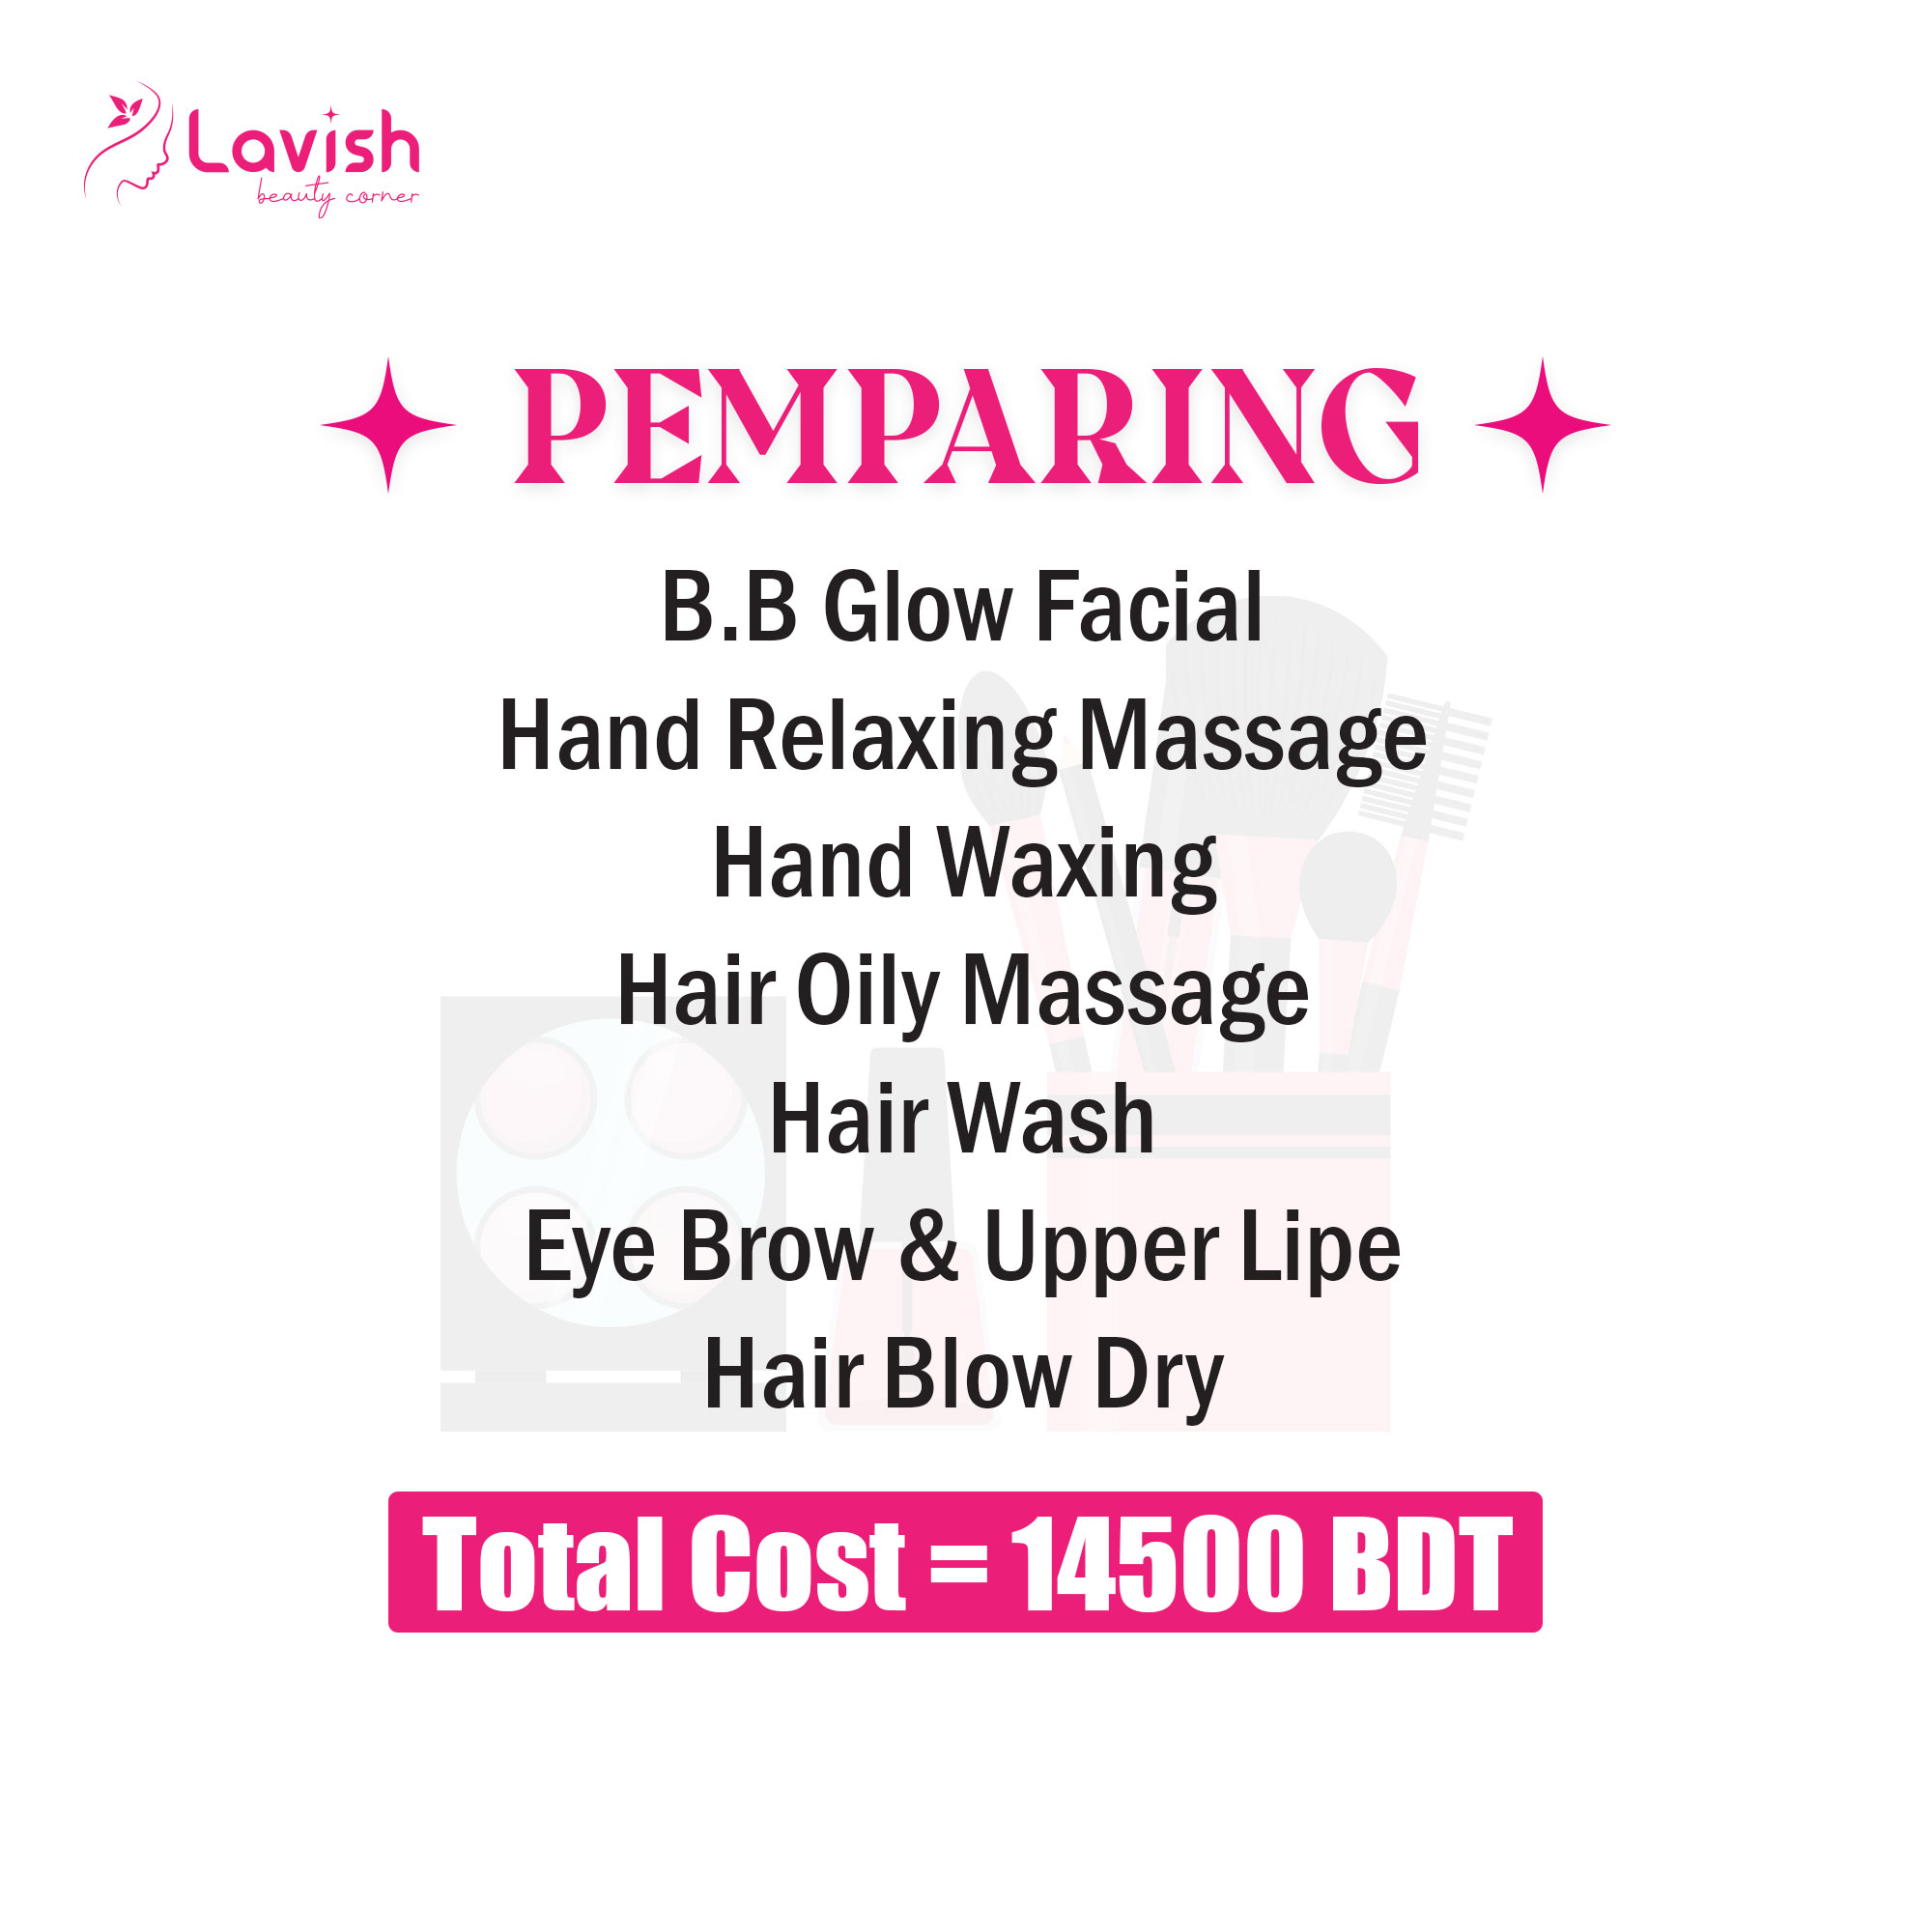 Lavish
beauty corner
PEMPARING
B.B Glow Facial
Hand Relaxing Massage
Hand Waxing
Hair Oily Massage
Hair Wash
Eye Brow & Upper Lipe
Hair Blow Dry
Total Cost = 14500 BDT